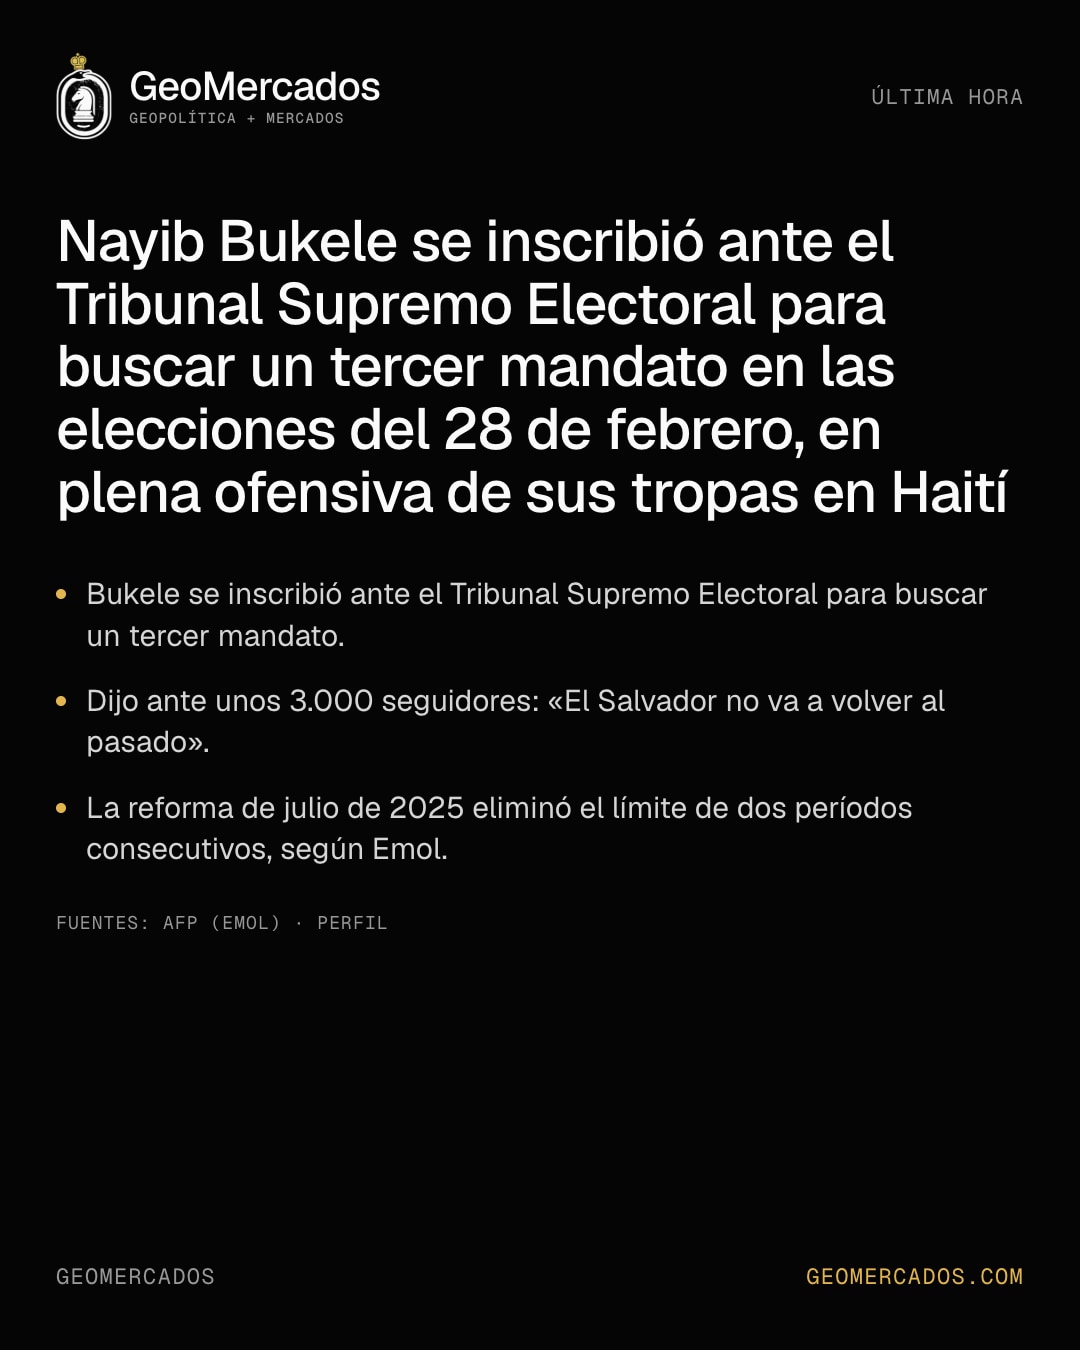 GeoMercados
GEOPOLÍTICA + MERCADOS
ÚLTIMA HORA
Nayib Bukele se inscribió ante el
Tribunal Supremo Electoral para
buscar un tercer mandato en las
elecciones del 28 de febrero, en
plena ofensiva de sus tropas en Haití
• Bukele se inscribió ante el Tribunal Supremo Electoral para buscar
un tercer mandato.
• Dijo ante unos 3.000 seguidores: «El Salvador no va a volver al
pasado».
• La reforma de julio de 2025 eliminó el límite de dos períodos
consecutivos, según Emol.
FUENTES: AFP (EMOL) · PERFIL
GEOMERCADOS
GEOMERCADOS.COM